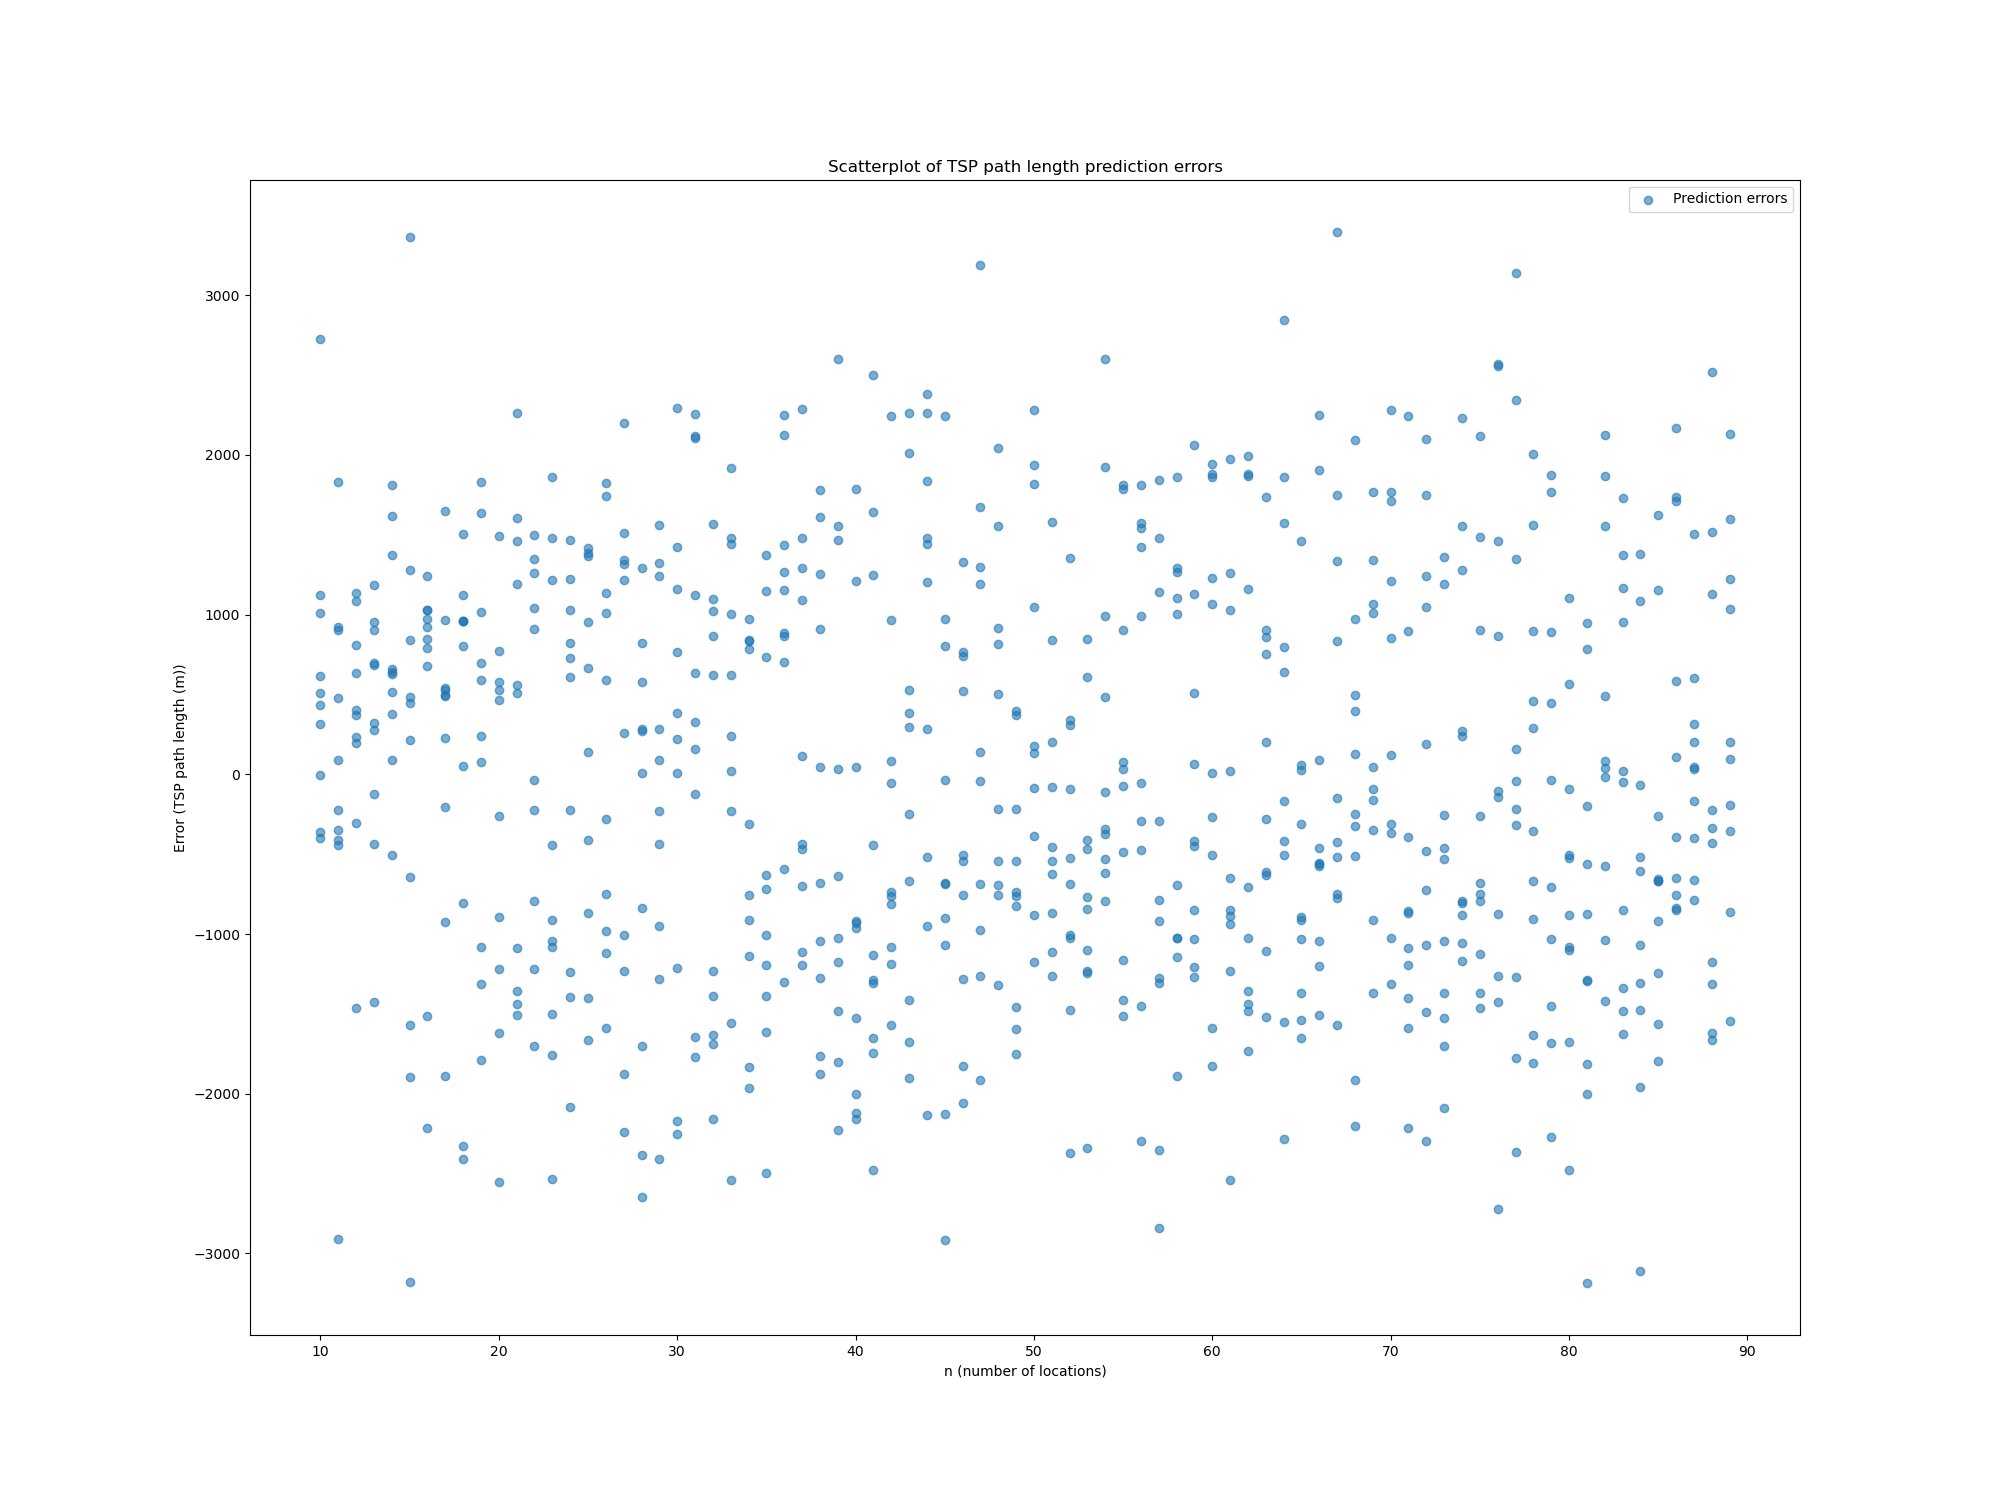 Scatterplot of TSP path length prediction errors
Prediction errors
3000
2000
1000
0
−1000
−2000
−3000
Error (TSP path length (m))
10 20 30 40 50 60 70 80 90
n (number of locations)